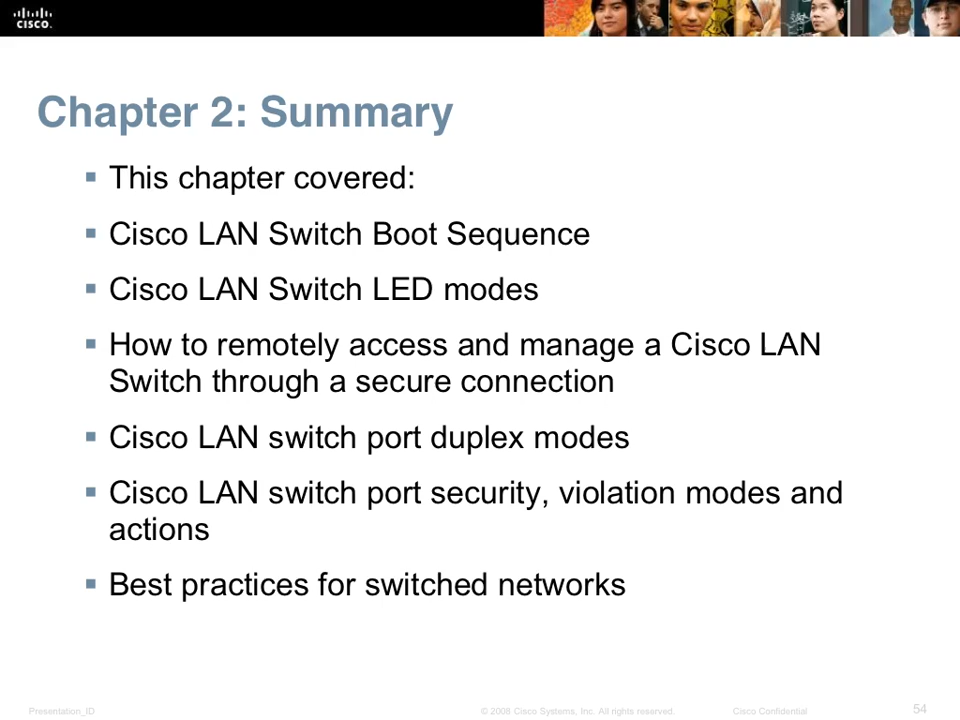 CISCO.
Chapter 2: Summary
▪ This chapter covered:
▪ Cisco LAN Switch Boot Sequence
▪ Cisco LAN Switch LED modes
▪ How to remotely access and manage a Cisco LAN
Switch through a secure connection
▪ Cisco LAN switch port duplex modes
▪ Cisco LAN switch port security, violation modes and
actions
▪ Best practices for switched networks
Presentation_ID © 2008 Cisco Systems, Inc. All rights reserved. Cisco Confidential 54